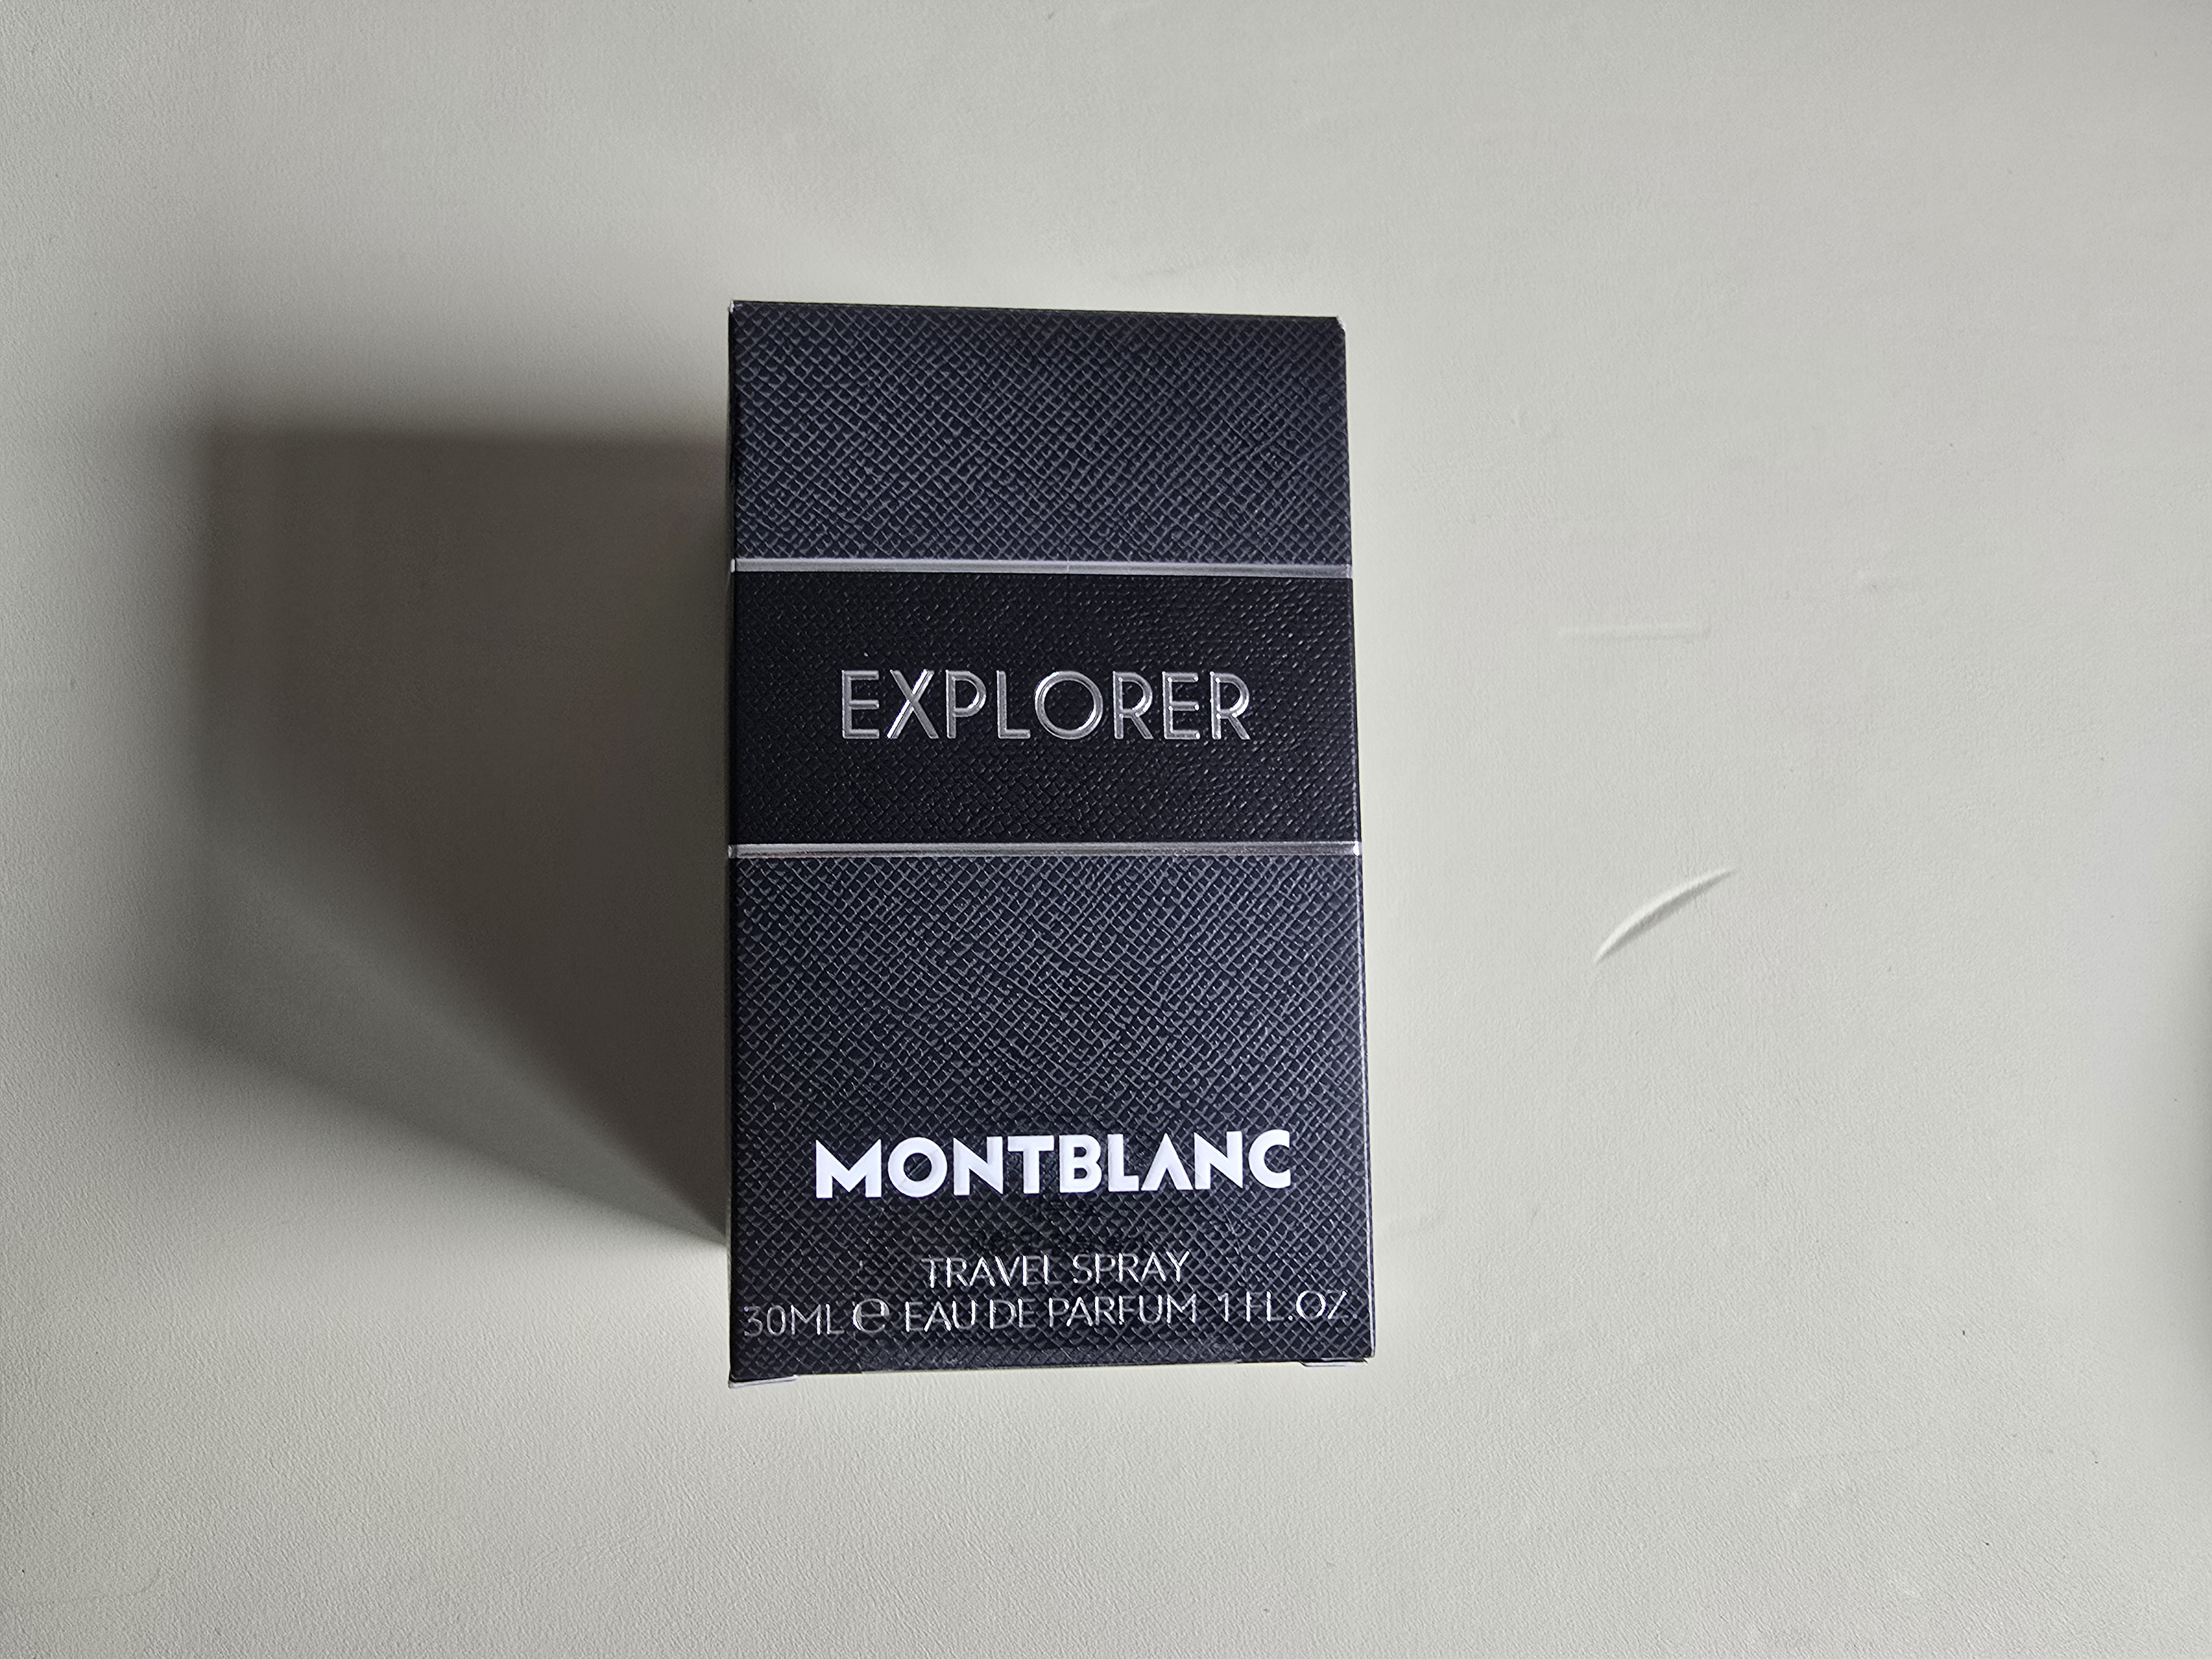 EXPLORER
MONTBLANC
TRAVEL SPRAY
30ML ℮ EAU DE PARFUM 1 FL.OZ.